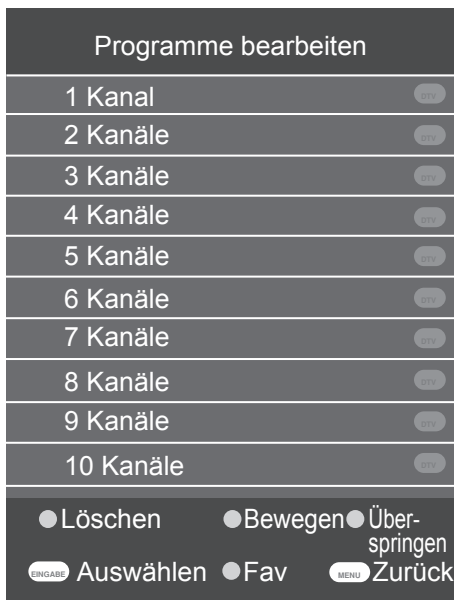 Programme bearbeiten
1 Kanal DTV
2 Kanäle DTV
3 Kanäle DTV
4 Kanäle DTV
5 Kanäle DTV
6 Kanäle DTV
7 Kanäle DTV
8 Kanäle DTV
9 Kanäle DTV
10 Kanäle DTV
Löschen Bewegen Über-
springen
EINGABE Auswählen Fav MENU Zurück